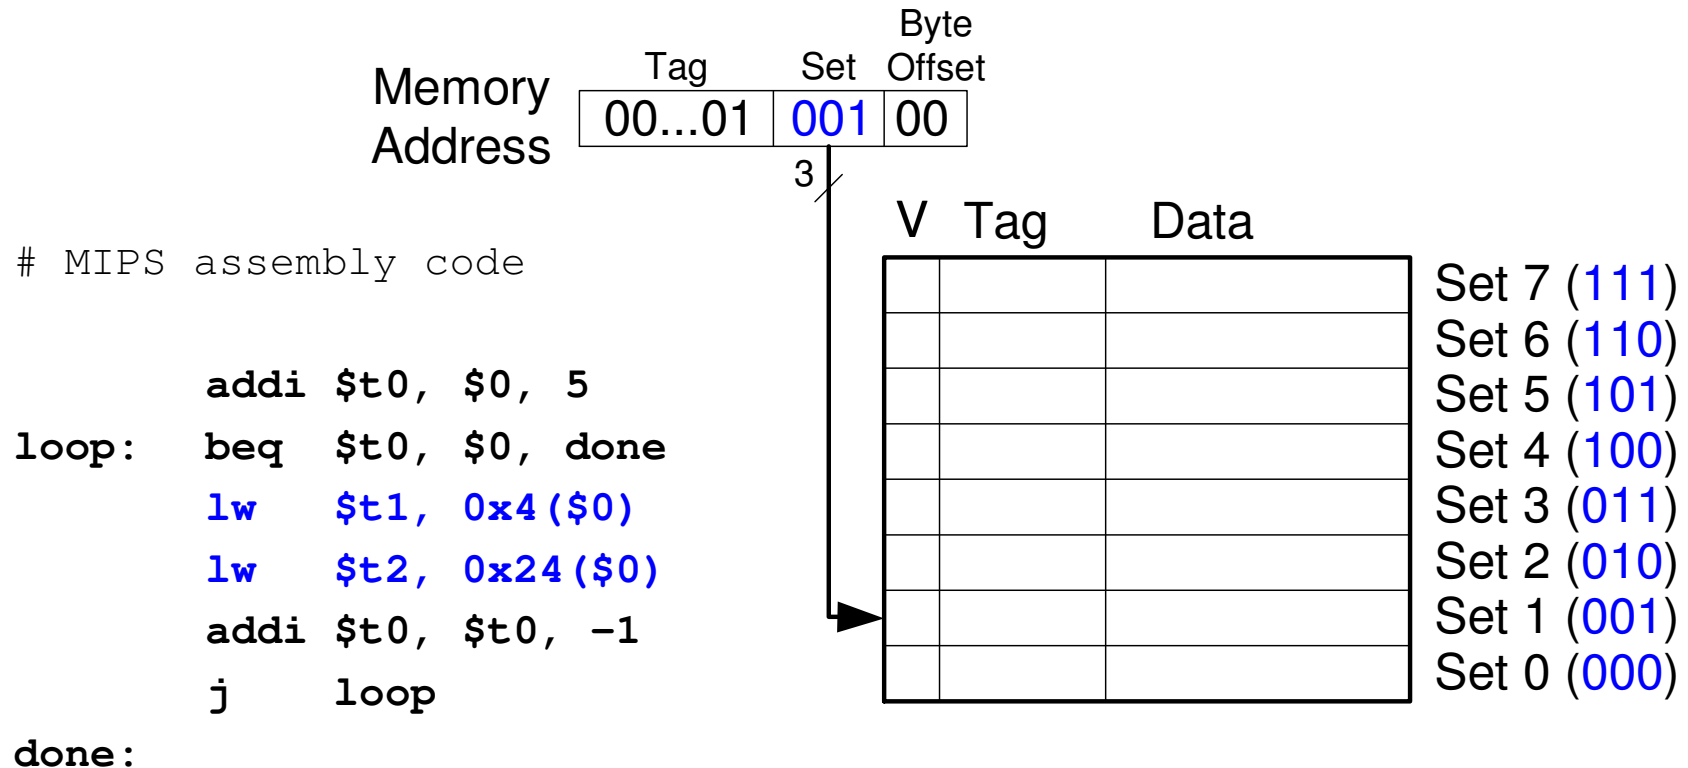 Byte
Tag Set Offset
Memory Address
00...01 001 00
3
# MIPS assembly code
addi $t0, $0, 5
loop: beq $t0, $0, done
lw $t1, 0x4($0)
lw $t2, 0x24($0)
addi $t0, $t0, −1
j loop
done:
V Tag Data
Set 7 (111)
Set 6 (110)
Set 5 (101)
Set 4 (100)
Set 3 (011)
Set 2 (010)
Set 1 (001)
Set 0 (000)